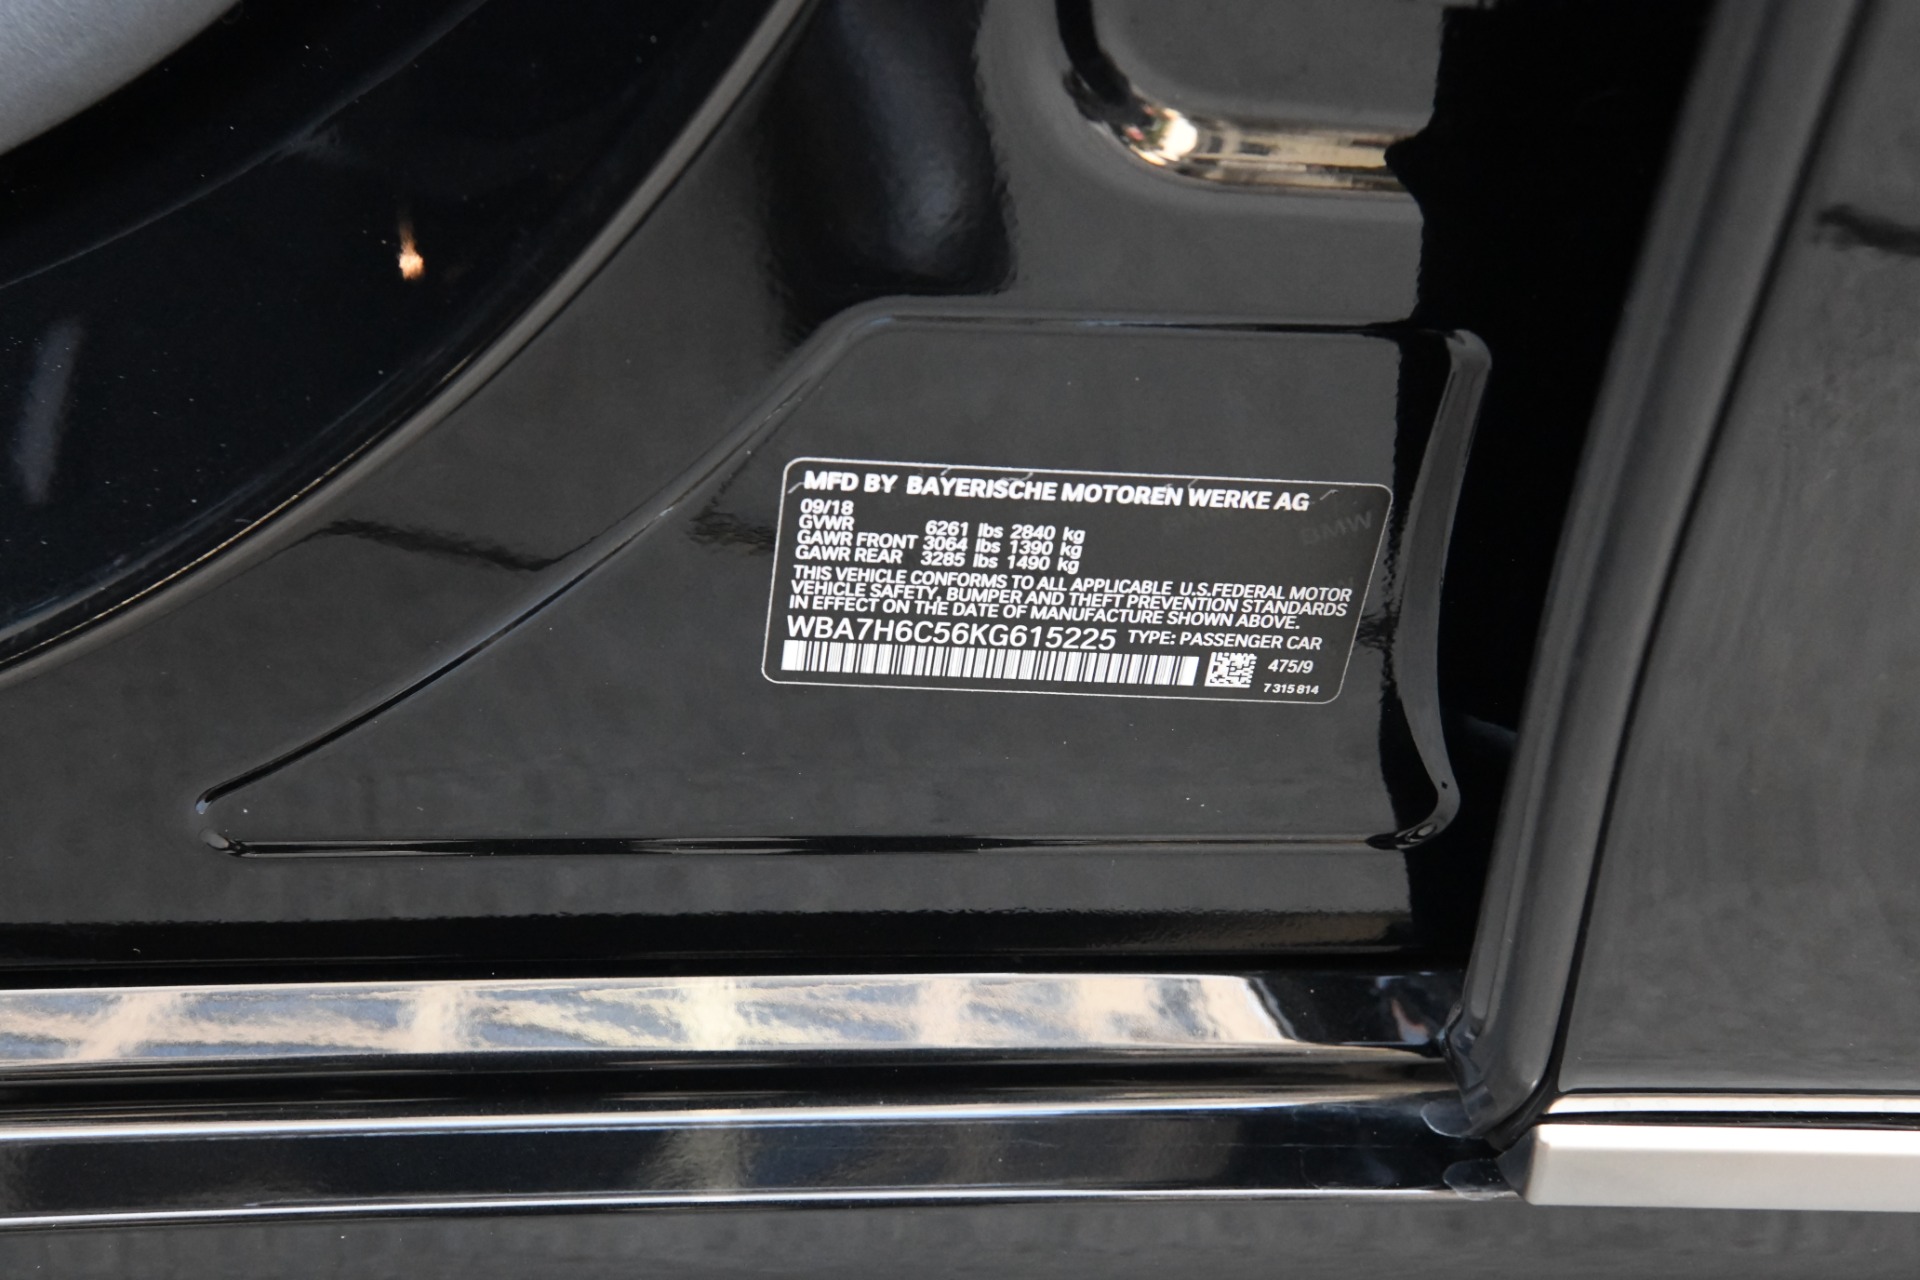 MFD BY BAYERISCHE MOTOREN WERKE AG
09/18
GVWR 6261 lbs 2840 kg
GAWR FRONT 3064 lbs 1390 kg
GAWR REAR 3285 lbs 1490 kg
THIS VEHICLE CONFORMS TO ALL APPLICABLE U.S.FEDERAL MOTOR
VEHICLE SAFETY, BUMPER AND THEFT PREVENTION STANDARDS
IN EFFECT ON THE DATE OF MANUFACTURE SHOWN ABOVE.
WBA7H6C56KG615225 TYPE: PASSENGER CAR
475/9
7 315 814